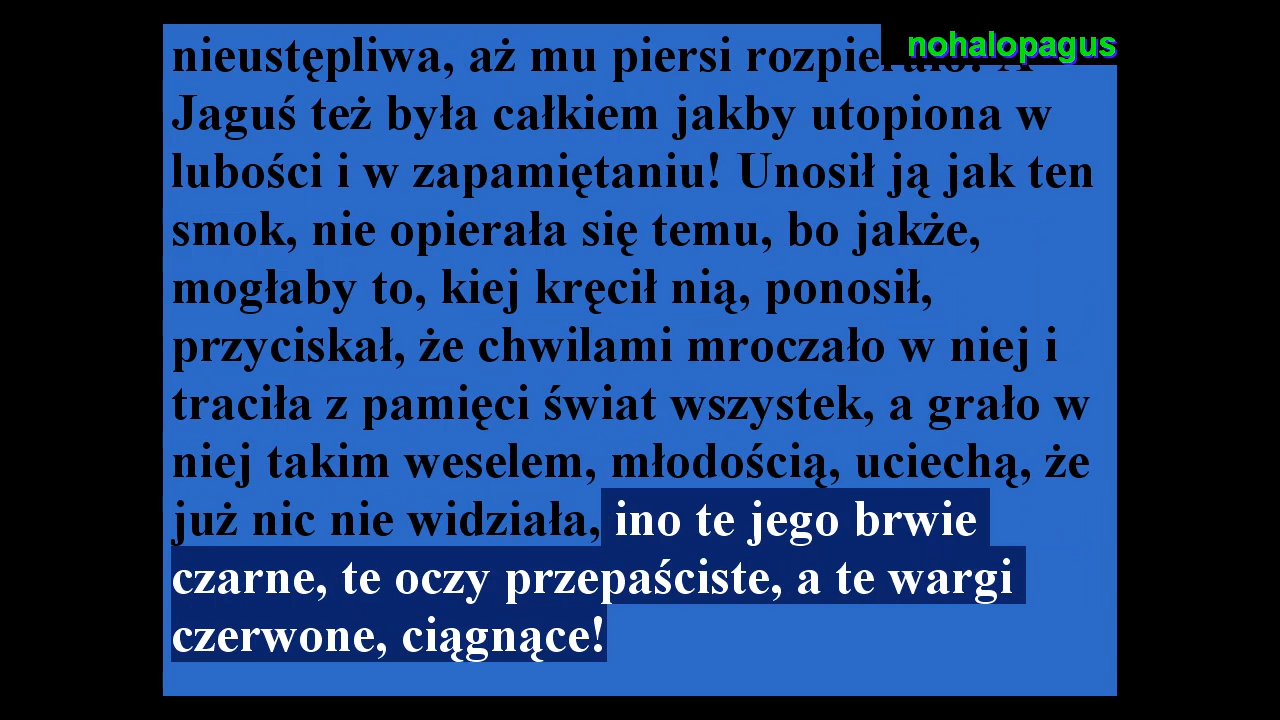 nieustępliwa, aż mu piersi
nohalopagus
Jaguś też była całkiem jakby utopiona w
lubości i w zapamiętaniu! Unosił ją jak ten
smok, nie opierała się temu, bo jakże,
mogłaby to, kiej kręcił nią, ponosił,
przyciskał, że chwilami mroczało w niej i
traciła z pamięci świat wszystek, a grało w
niej takim weselem, młodością, uciechą, że
już nic nie widziała, ino te jego brwie
czarne, te oczy przepaściste, a te wargi
czerwone, ciągnące!